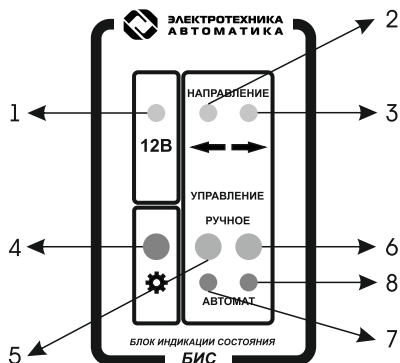 ЭЛЕКТРОТЕХНИКА
АВТОМАТИКА
2
НАПРАВЛЕНИЕ
1
3
12В
УПРАВЛЕНИЕ
РУЧНОЕ
4
6
8
АВТОМАТ
7
5
БЛОК ИНДИКАЦИИ СОСТОЯНИЯ
БИС